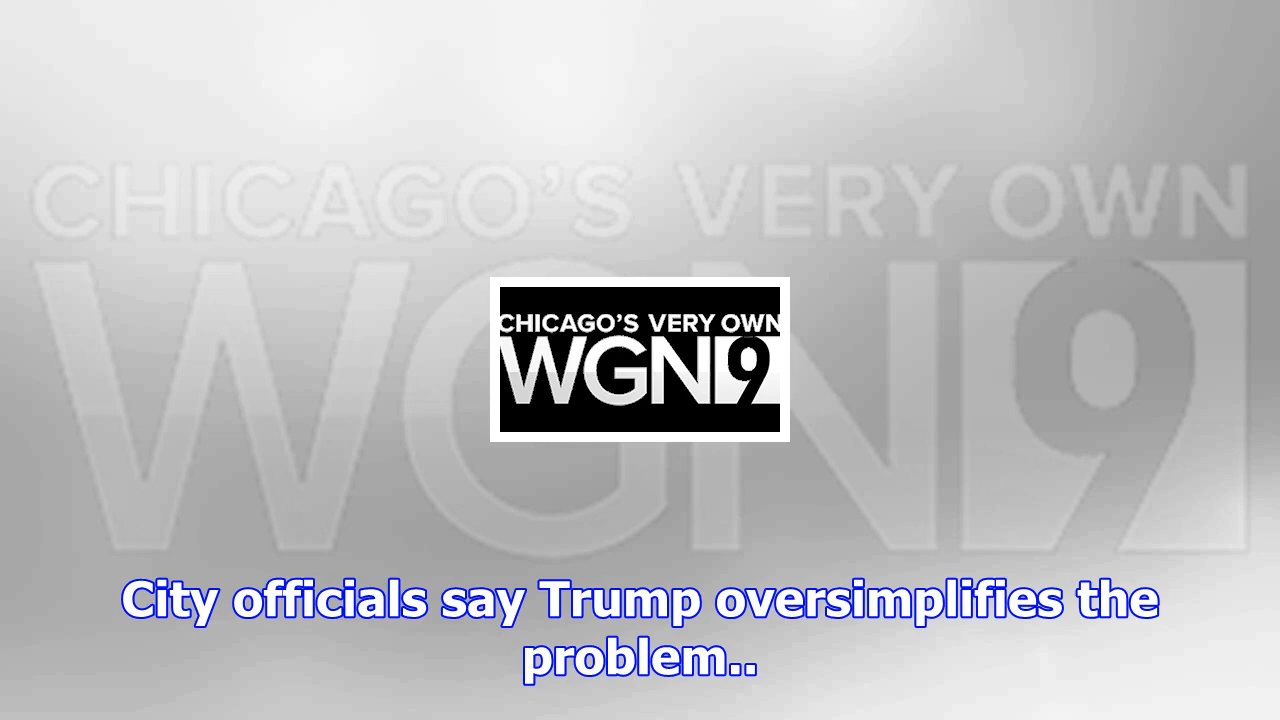 CHICAGO'S VERY OWN
WGN9
CHICAGO'S VERY OWN
WGN9
City officials say Trump oversimplifies the
problem..